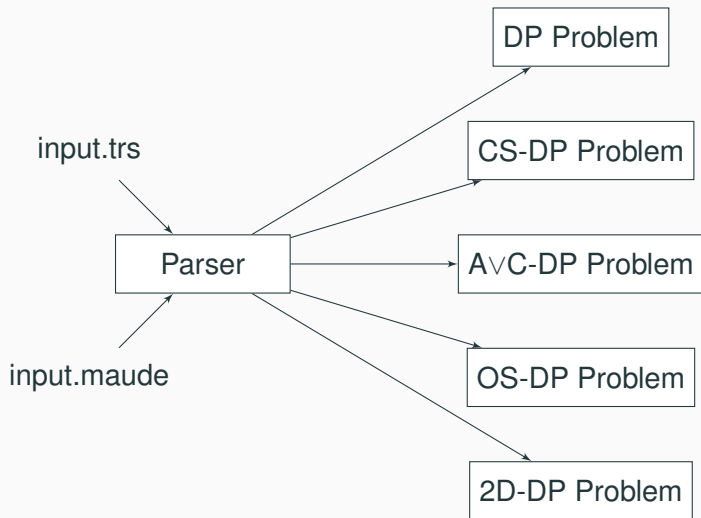 DP Problem
input.trs
CS-DP Problem
Parser
A∨C-DP Problem
input.maude
OS-DP Problem
2D-DP Problem